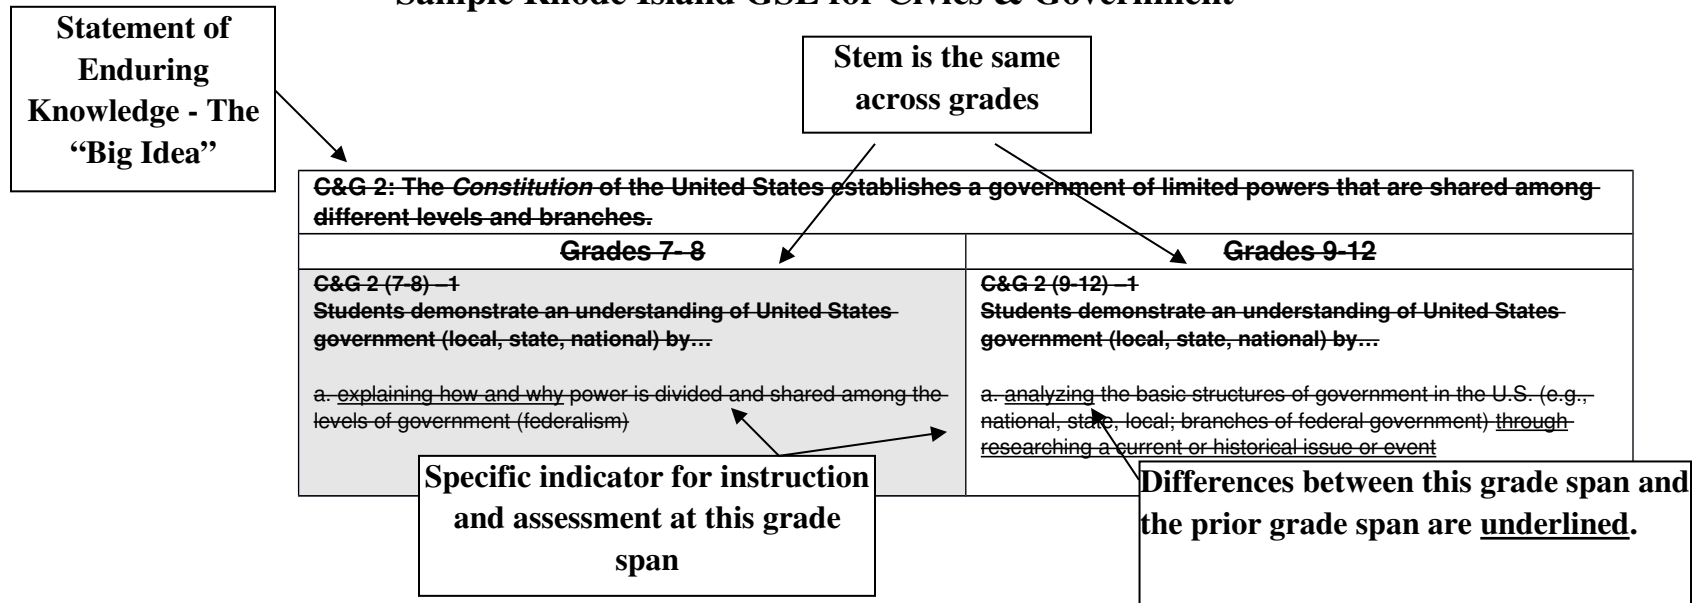 Sample Rhode Island GSE for Civics & Government
Statement of
Enduring
Knowledge - The
“Big Idea”
Stem is the same
across grades
C&G 2: The Constitution of the United States establishes a government of limited powers that are shared among
different levels and branches.
Grades 7- 8
Grades 9-12
C&G 2 (7-8) –1
Students demonstrate an understanding of United States
government (local, state, national) by…
a. explaining how and why power is divided and shared among the
levels of government (federalism)
C&G 2 (9-12) –1
Students demonstrate an understanding of United States
government (local, state, national) by…
a. analyzing the basic structures of government in the U.S. (e.g.,
national, state, local; branches of federal government) through
researching a current or historical issue or event
Specific indicator for instruction
and assessment at this grade
span
Differences between this grade span and
the prior grade span are underlined.